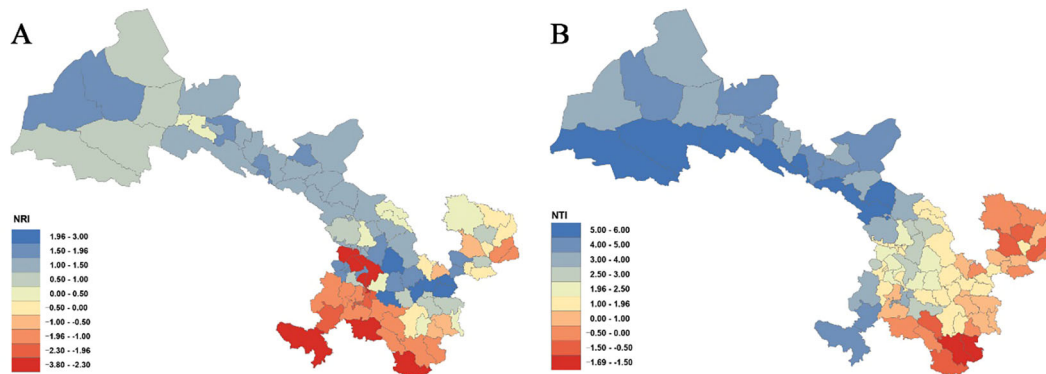 A
B
NRI
1.96 - 3.00
1.50 - 1.96
1.00 - 1.50
0.50 - 1.00
0.00 - 0.50
−0.50 - 0.00
−1.00 - −0.50
−1.96 - −1.00
−2.30 - −1.96
−3.80 - −2.30
NTI
5.00 - 6.00
4.00 - 5.00
3.00 - 4.00
2.50 - 3.00
1.96 - 2.50
1.00 - 1.96
0.00 - 1.00
−0.50 - 0.00
−1.50 - −0.50
−1.69 - −1.50